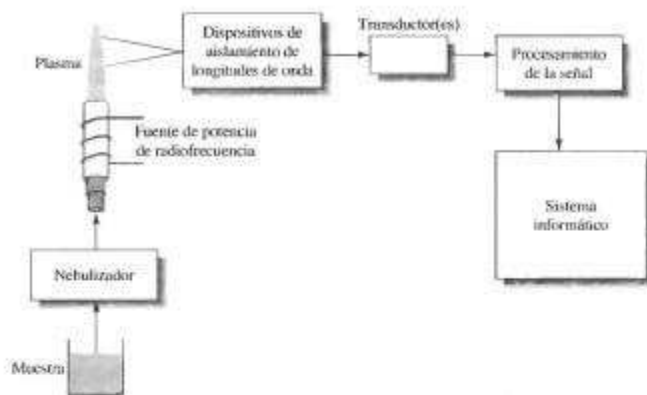 Plasma
Dispositivos de
aislamiento de
longitudes de onda
Transductor(es)
Procesamiento
de la señal
Fuente de potencia
de radiofrecuencia
Sistema
informático
Nebulizador
Muestra